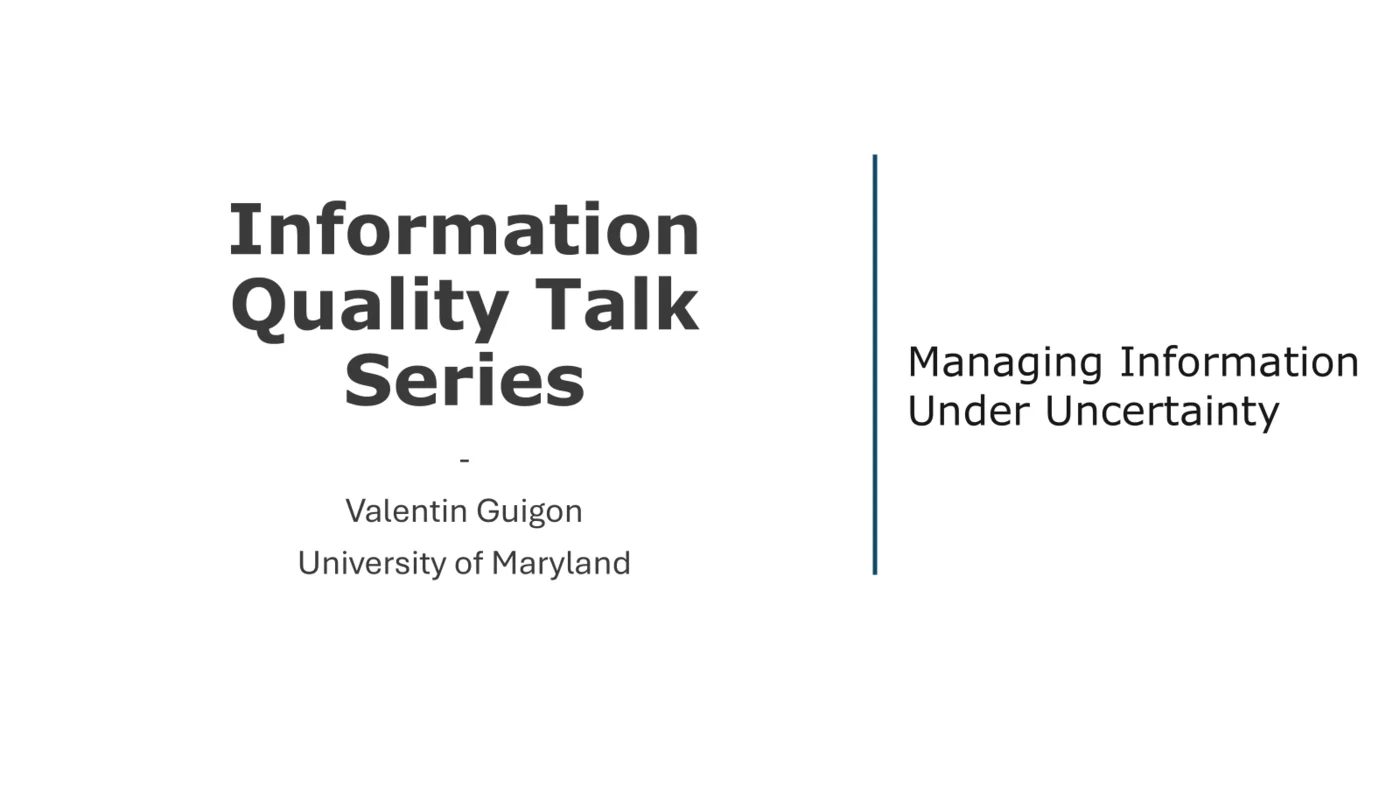 Information
Quality Talk
Series
-
Valentin Guigon
University of Maryland
Managing Information
Under Uncertainty